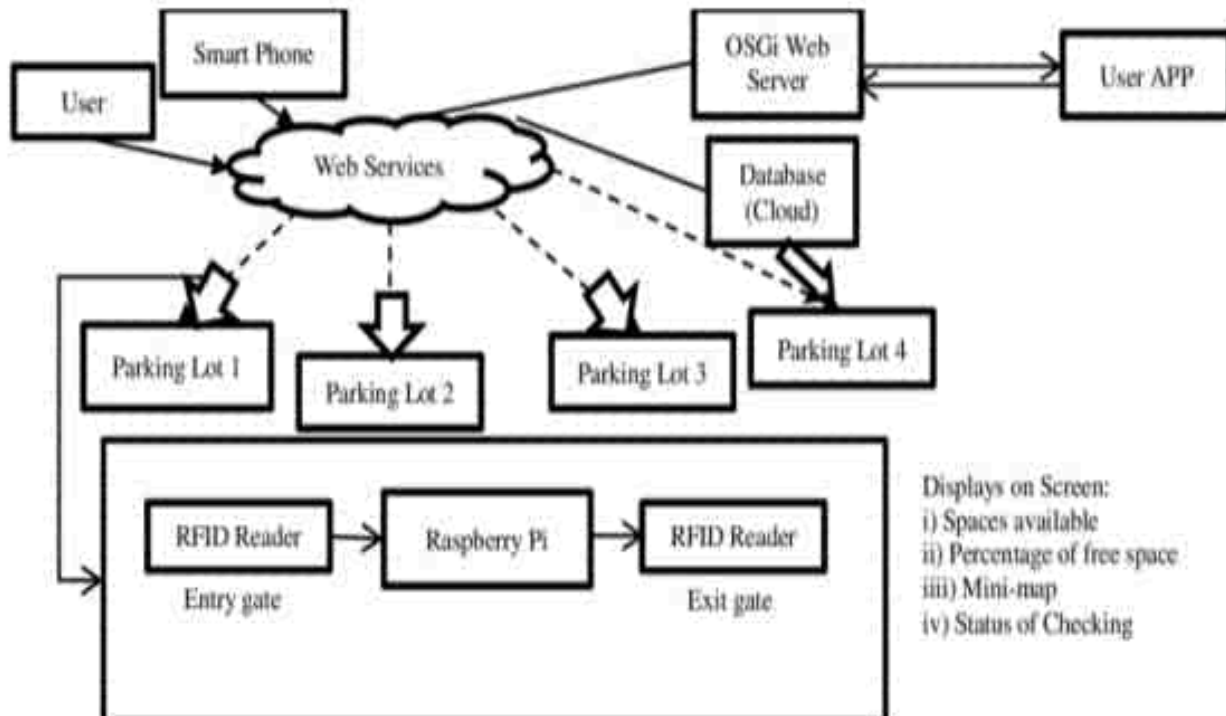 Smart Phone
User
OSGi Web
Server
User APP
Web Services
Database
(Cloud)
Parking Lot 1
Parking Lot 2
Parking Lot 3
Parking Lot 4
RFID Reader
Raspberry Pi
RFID Reader
Entry gate
Exit gate
Displays on Screen:
i) Spaces available
ii) Percentage of free space
iiii) Mini-map
iv) Status of Checking